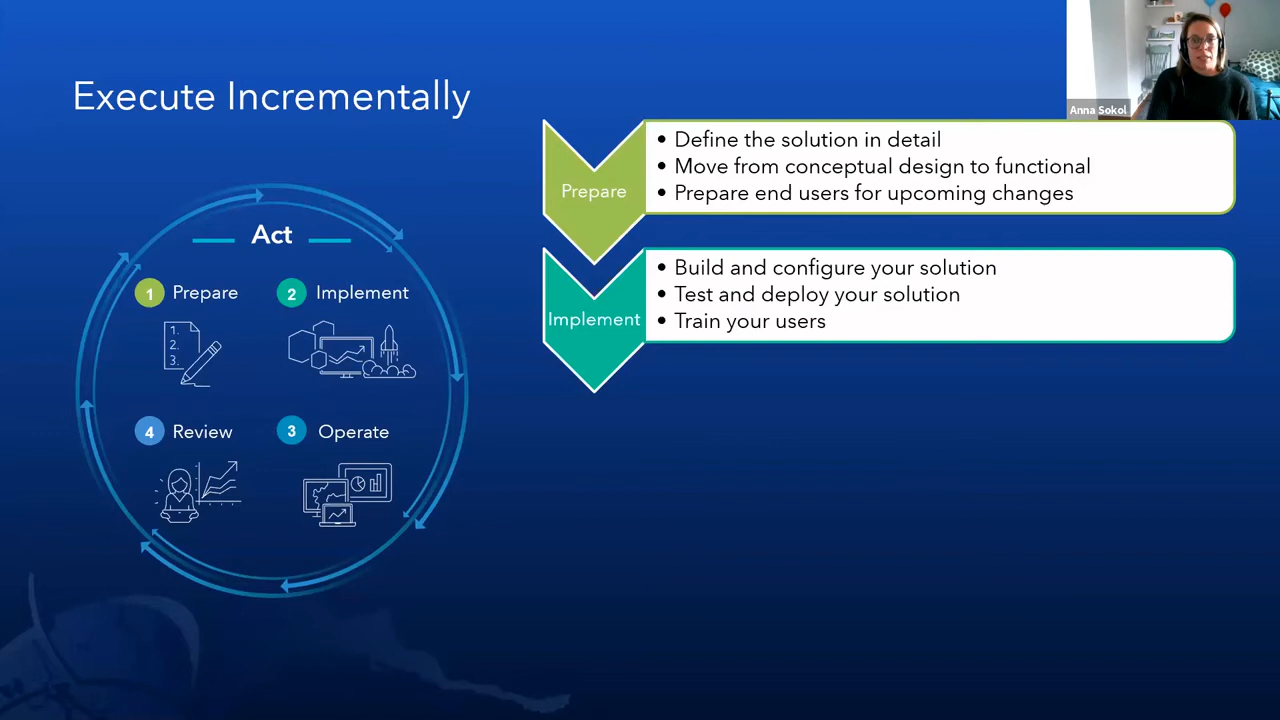 Execute Incrementally
Anna Sokol
Act
1 Prepare
2 Implement
1.
2.
3.
4 Review
3 Operate
Prepare
• Define the solution in detail
• Move from conceptual design to functional
• Prepare end users for upcoming changes
Implement
• Build and configure your solution
• Test and deploy your solution
• Train your users